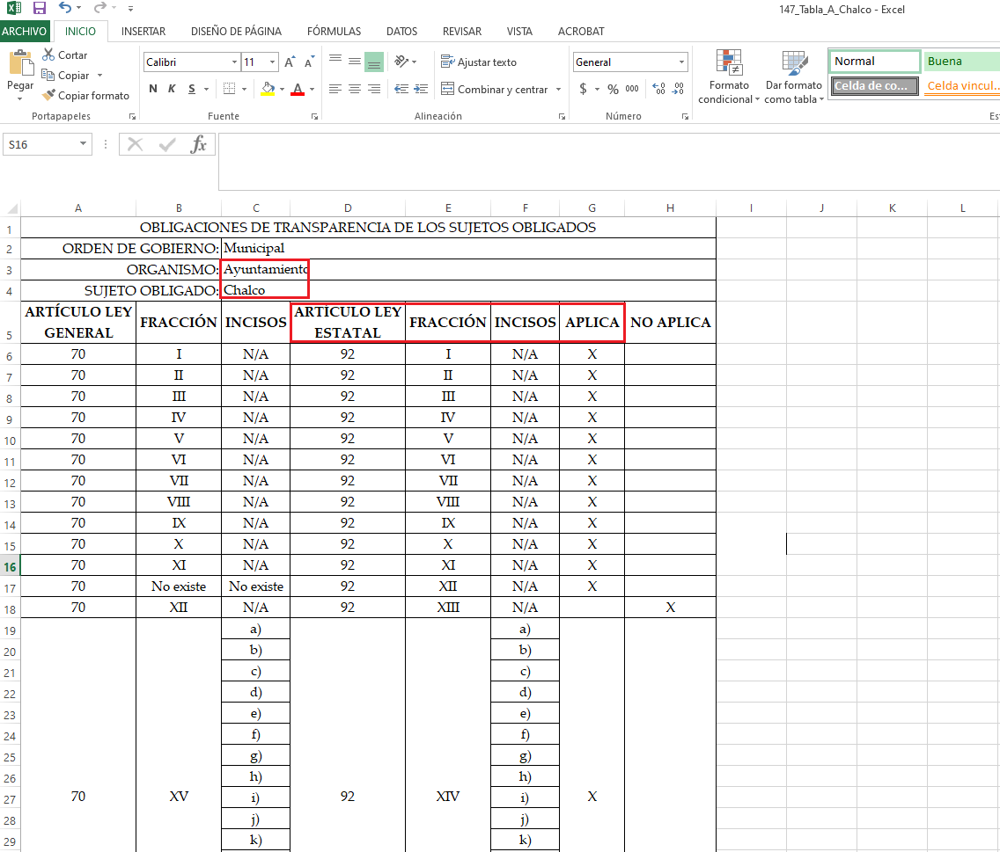 147_Tabla_A_Chalco - Excel
ARCHIVO INICIO INSERTAR DISEÑO DE PÁGINA FÓRMULAS DATOS REVISAR VISTA ACROBAT
Pegar
Cortar
Copiar
Copiar formato
Portapapeles
Calibri 11
N K S
Fuente
Ajustar texto
Combinar y centrar
Alineación
General
$ % 000
Número
Formato condicional
Dar formato como tabla
Normal Buena
Celda de co... Celda vincul...
Es
S16
fx
A B C D E F G H I J K L
1 OBLIGACIONES DE TRANSPARENCIA DE LOS SUJETOS OBLIGADOS
2 ORDEN DE GOBIERNO: Municipal
3 ORGANISMO: Ayuntamiento
4 SUJETO OBLIGADO: Chalco
5 ARTÍCULO LEY GENERAL FRACCIÓN INCISOS ARTÍCULO LEY ESTATAL FRACCIÓN INCISOS APLICA NO APLICA
6 70 I N/A 92 I N/A X
7 70 II N/A 92 II N/A X
8 70 III N/A 92 III N/A X
9 70 IV N/A 92 IV N/A X
10 70 V N/A 92 V N/A X
11 70 VI N/A 92 VI N/A X
12 70 VII N/A 92 VII N/A X
13 70 VIII N/A 92 VIII N/A X
14 70 IX N/A 92 IX N/A X
15 70 X N/A 92 X N/A X
16 70 XI N/A 92 XI N/A X
17 70 No existe No existe 92 XII N/A X
18 70 XII N/A 92 XIII N/A X
19 a) a)
20 b) b)
21 c) c)
22 d) d)
23 e) e)
24 f) f)
25 g) g)
26 h) h)
27 70 XV i) 92 XIV i) X
28 j) j)
29 k) k)